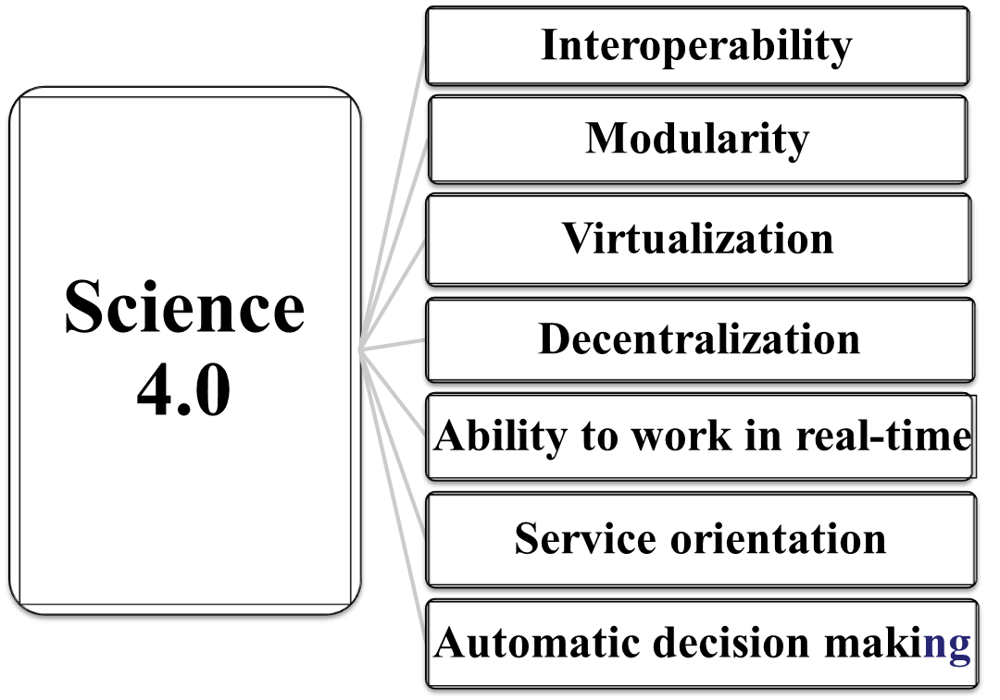 Science
4.0
Interoperability
Modularity
Virtualization
Decentralization
Ability to work in real-time
Service orientation
Automatic decision making